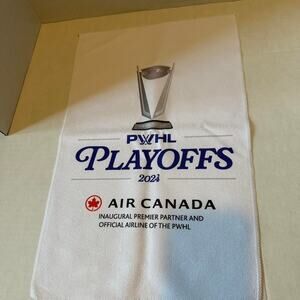 PWHL
PLAYOFFS
2024
AIR CANADA
INAUGURAL PREMIER PARTNER AND
OFFICIAL AIRLINE OF THE PWHL